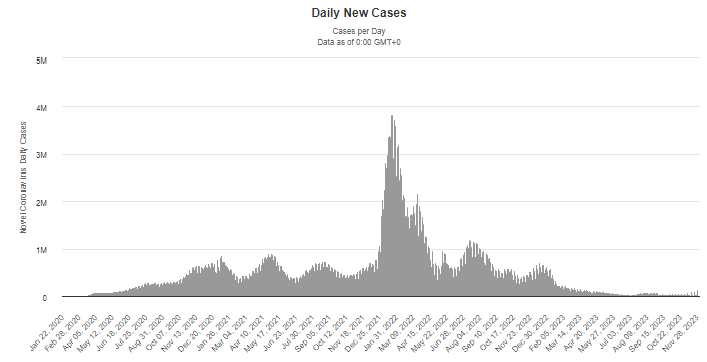 Daily New Cases
Cases per Day
Data as of 0:00 GMT+0
Novel Coronavirus Daily Cases
5M
4M
3M
2M
1M
0
Jan 22, 2020
Feb 28, 2020
Apr 05, 2020
May 12, 2020
Jun 18, 2020
Jul 25, 2020
Aug 31, 2020
Oct 07, 2020
Nov 13, 2020
Dec 20, 2020
Jan 26, 2021
Mar 04, 2021
Apr 10, 2021
May 17, 2021
Jun 23, 2021
Jul 30, 2021
Sep 05, 2021
Oct 12, 2021
Nov 18, 2021
Dec 25, 2021
Jan 31, 2022
Mar 09, 2022
Apr 15, 2022
May 22, 2022
Jun 28, 2022
Aug 04, 2022
Sep 10, 2022
Oct 17, 2022
Nov 23, 2022
Dec 30, 2022
Feb 05, 2023
Mar 14, 2023
Apr 20, 2023
May 27, 2023
Jul 03, 2023
Aug 09, 2023
Sep 15, 2023
Oct 22, 2023
Nov 28, 2023